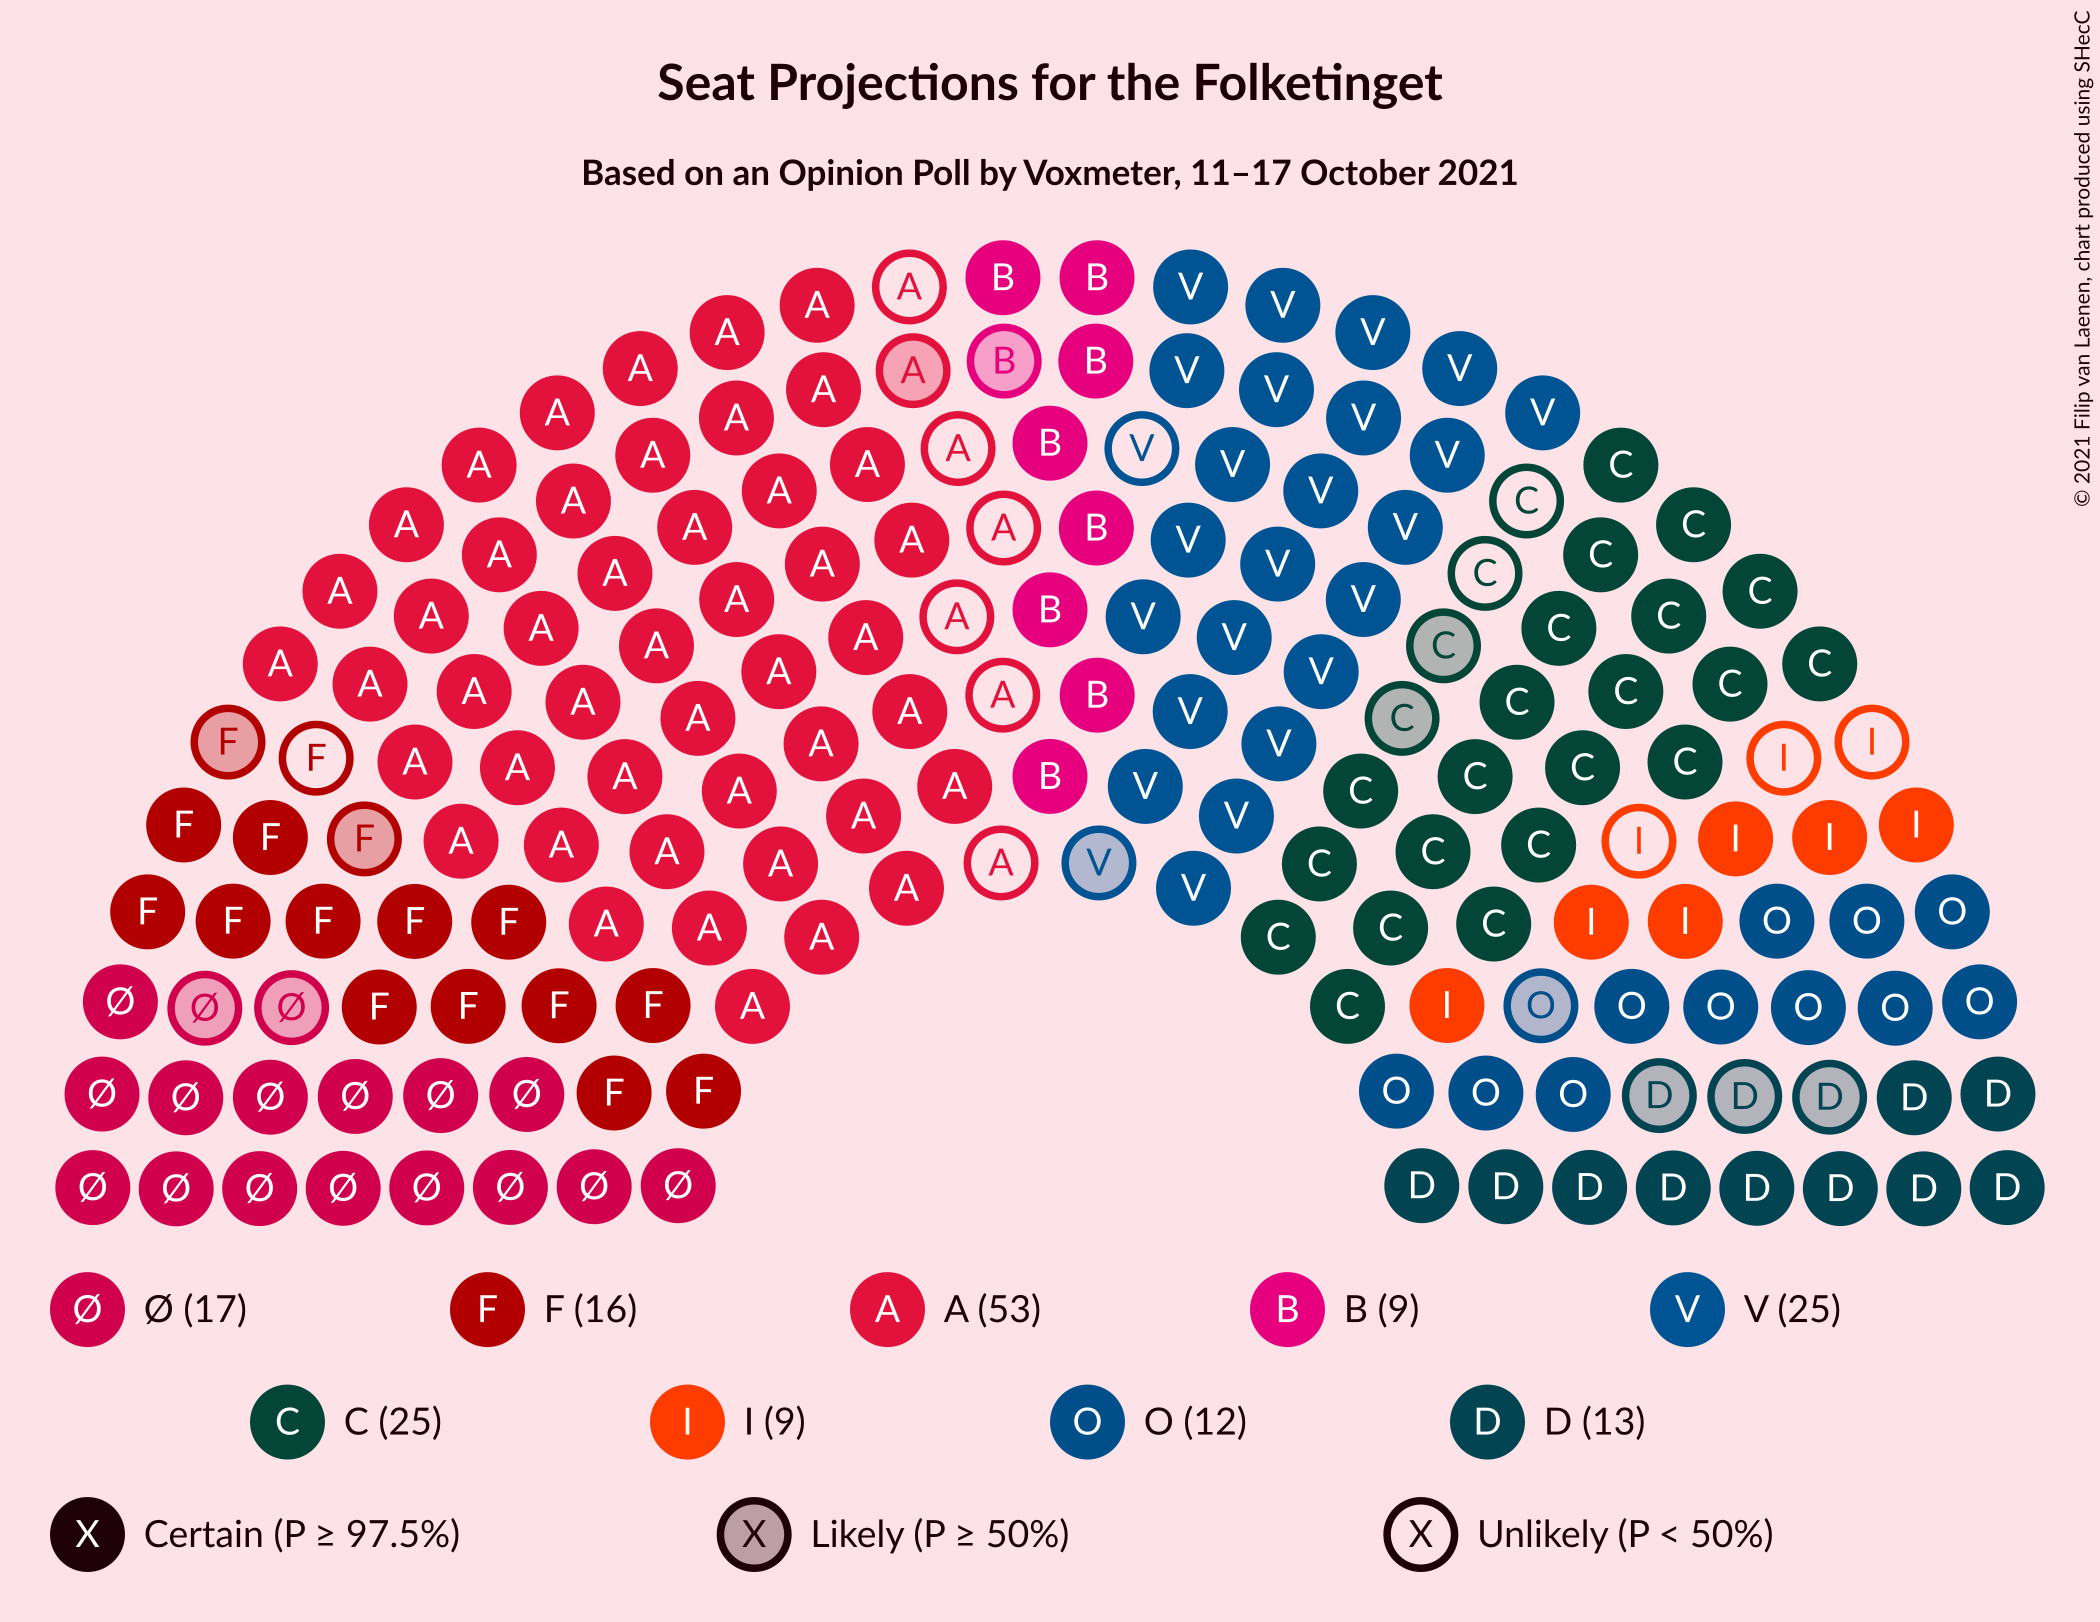 Seat Projections for the Folketinget
Based on an Opinion Poll by Voxmeter, 11–17 October 2021
© 2021 Filip van Laenen, chart produced using SHecC
A A B B V V
A A A B B V V V V
A A A A B V V V V V
A A A A A B V V V C C
A A A A A B V V V C C C
A A A A A A B V V C C C C
A A A A A A B V V C C C C C
F F A A A A A A B V V C C C C I I
F F F A A A A A A V V C C C I I I I
F F F F F A A A C C C I I O O O
Ø Ø Ø F F F F A C I O O O O O O
Ø Ø Ø Ø Ø Ø F F O O O D D D D D
Ø Ø Ø Ø Ø Ø Ø Ø D D D D D D D D
Ø Ø (17) F F (16) A A (53) B B (9) V V (25)
C C (25) I I (9) O O (12) D D (13)
X Certain (P ≥ 97.5%) X Likely (P ≥ 50%) X Unlikely (P < 50%)